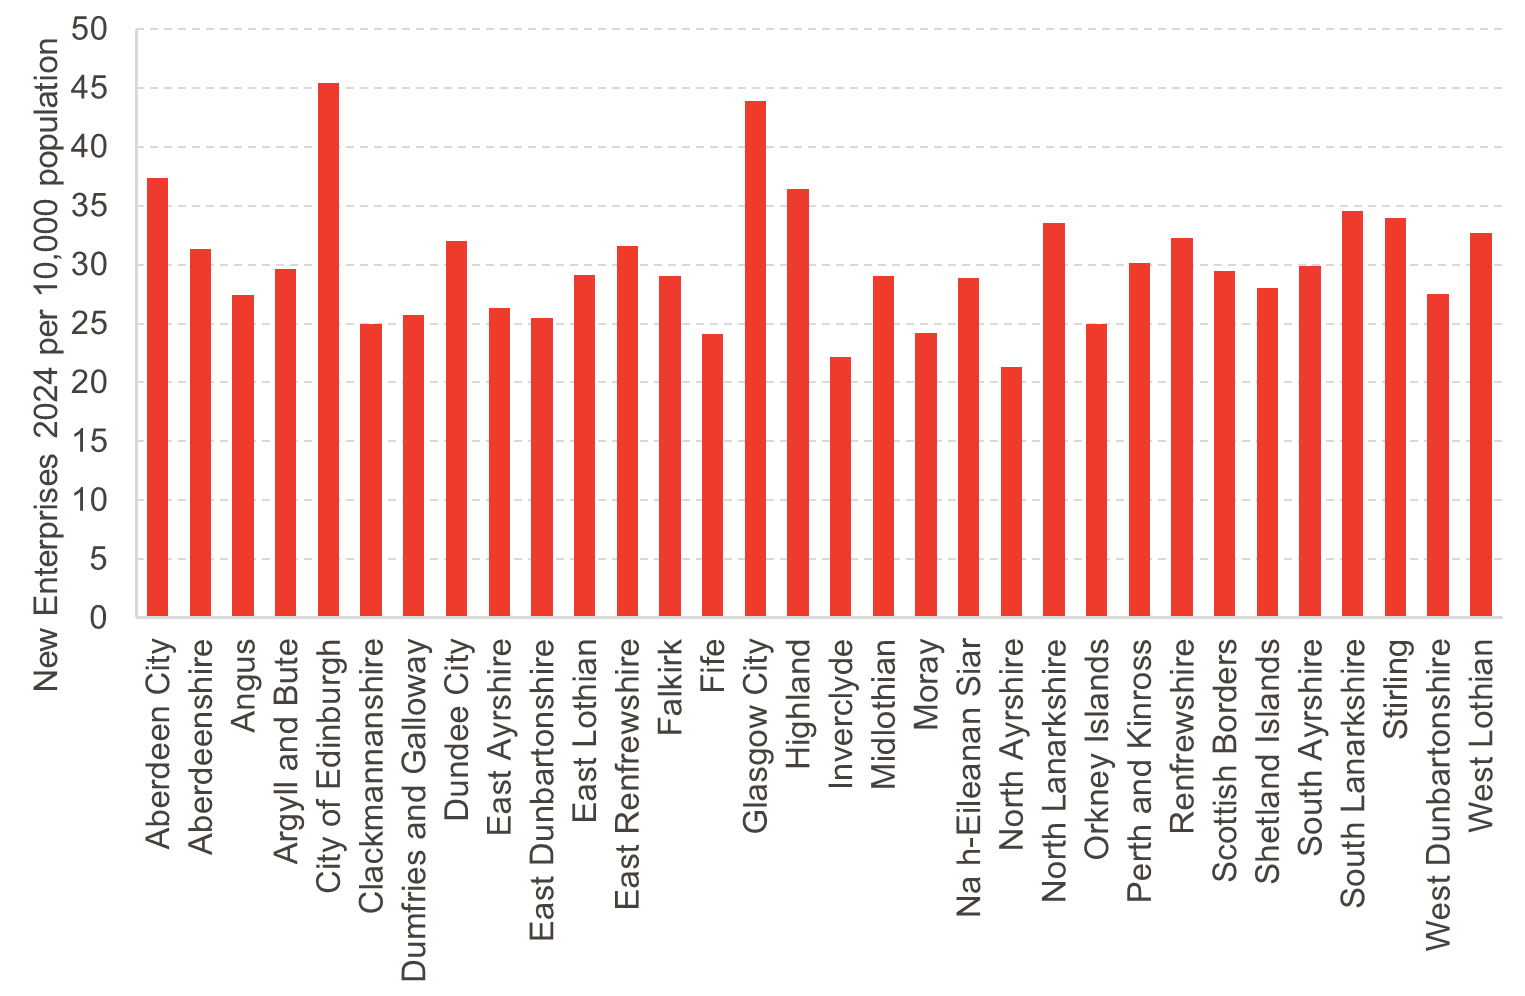 New Enterprises 2024 per 10,000 population
50
45
40
35
30
25
20
15
10
5
0
Aberdeen City
Aberdeenshire
Angus
Argyll and Bute
City of Edinburgh
Clackmannanshire
Dumfries and Galloway
Dundee City
East Ayrshire
East Dunbartonshire
East Lothian
East Renfrewshire
Falkirk
Fife
Glasgow City
Highland
Inverclyde
Midlothian
Moray
Na h-Eileanan Siar
North Ayrshire
North Lanarkshire
Orkney Islands
Perth and Kinross
Renfrewshire
Scottish Borders
Shetland Islands
South Ayrshire
South Lanarkshire
Stirling
West Dunbartonshire
West Lothian